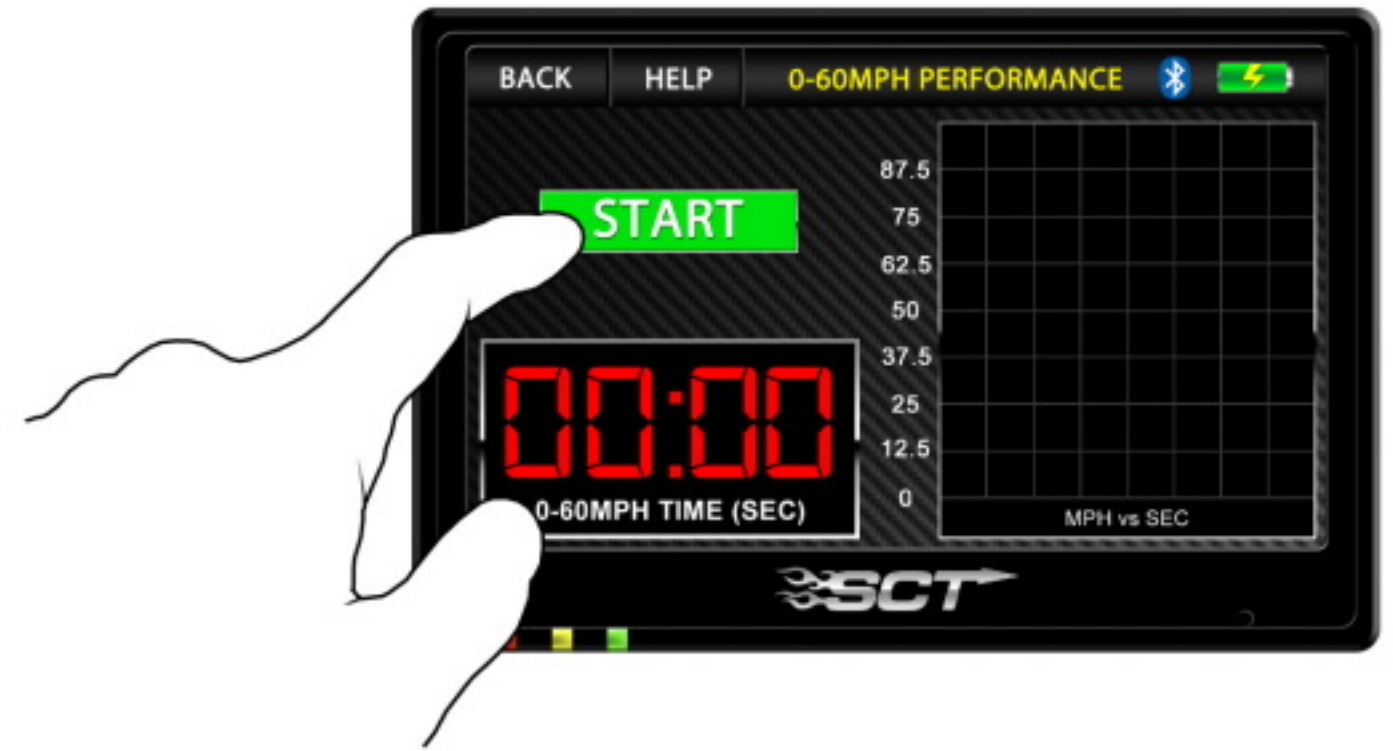 BACK HELP 0-60MPH PERFORMANCE
START
00:00
0-60MPH TIME (SEC)
87.5
75
62.5
50
37.5
25
12.5
0
MPH vs SEC
SCT